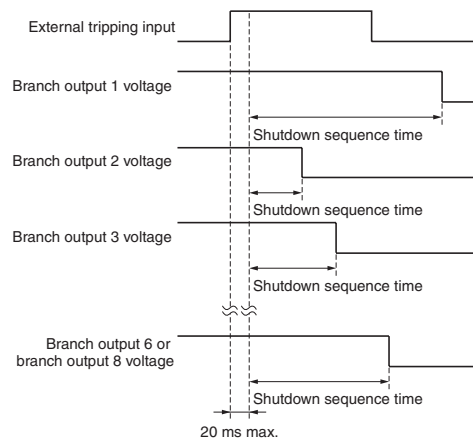 External tripping input
Branch output 1 voltage
Shutdown sequence time
Branch output 2 voltage
Shutdown sequence time
Branch output 3 voltage
Shutdown sequence time
Branch output 6 or
branch output 8 voltage
Shutdown sequence time
20 ms max.